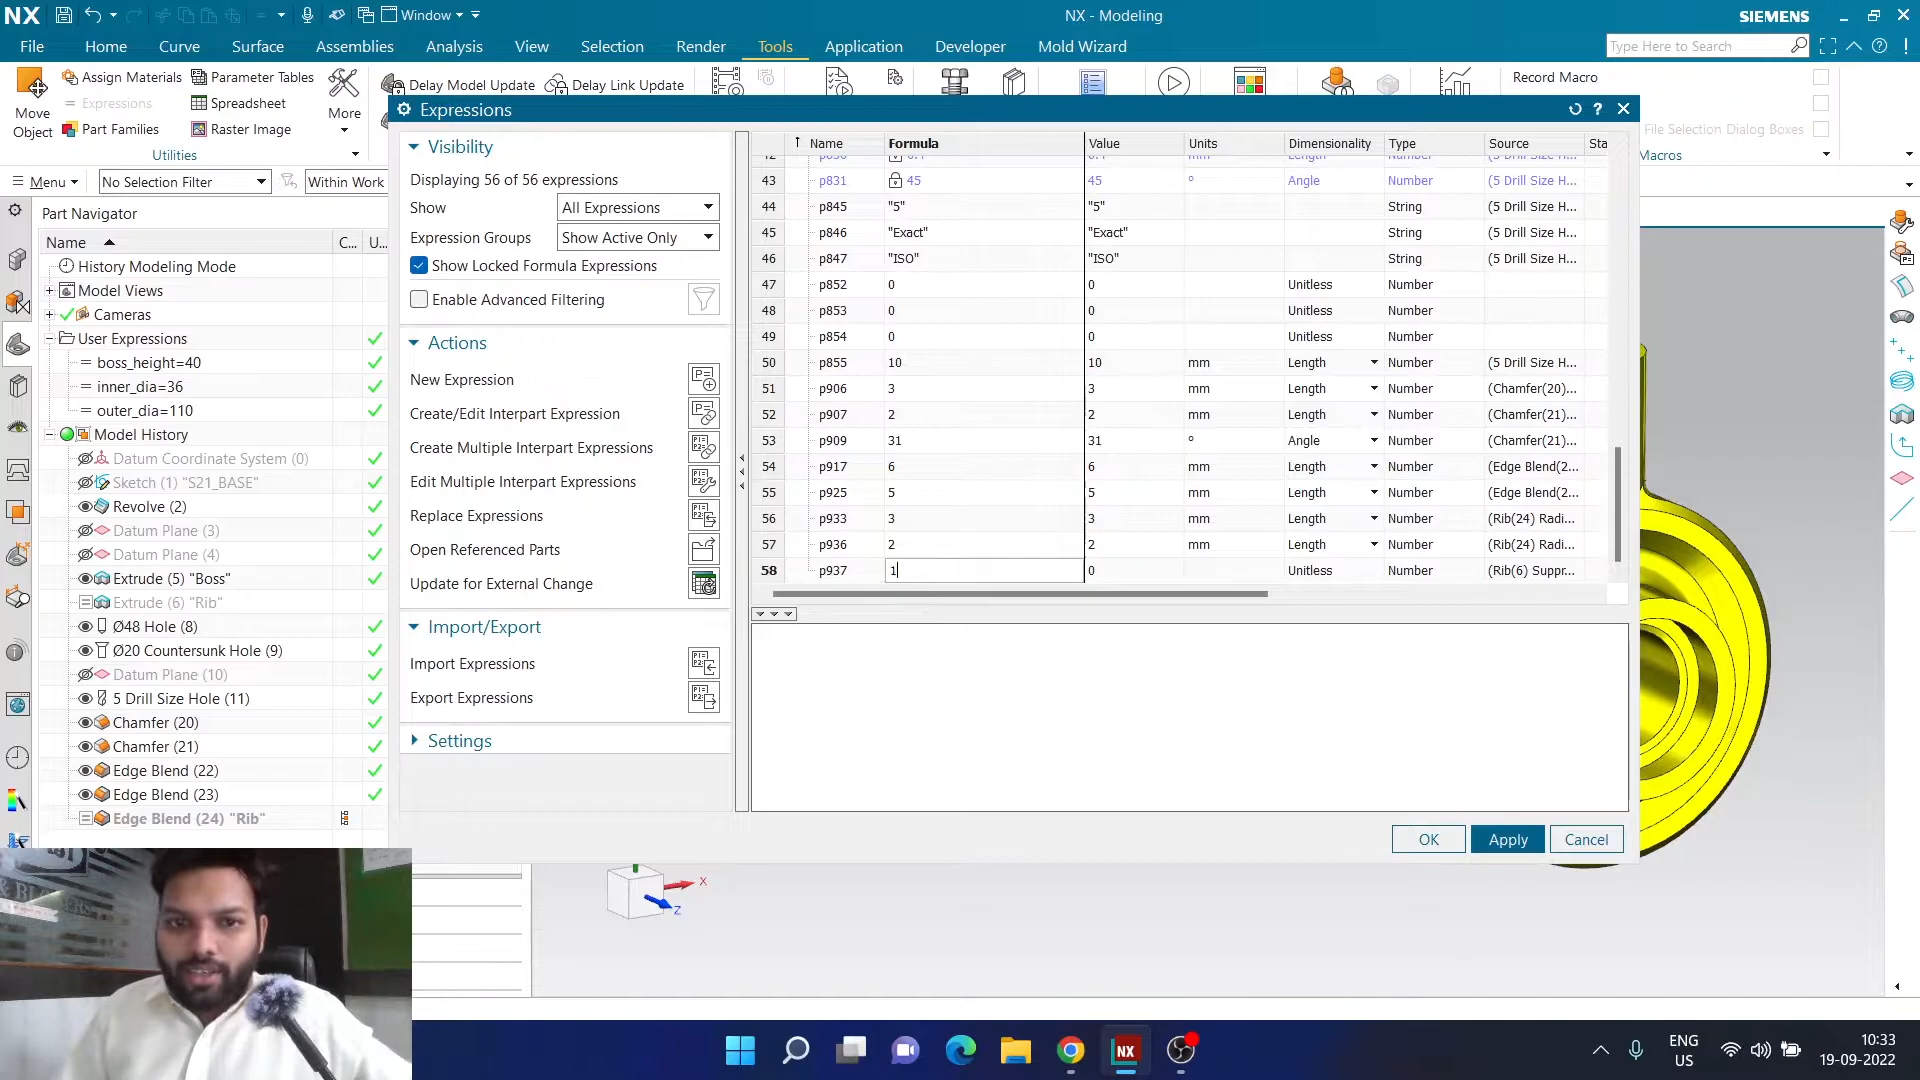 NX Window NX - Modeling SIEMENS
File Home Curve Surface Assemblies Analysis View Selection Render Tools Application Developer Mold Wizard Type Here to Search
Move Object
Assign Materials Parameter Tables
Expressions Spreadsheet
Part Families Raster Image
More
Utilities
Delay Model Update Delay Link Update
Record Macro
File Selection Dialog Boxes
Macros
Menu No Selection Filter Within Work
Part Navigator
Name C... U...
History Modeling Mode
Model Views
Cameras
User Expressions
boss_height=40
inner_dia=36
outer_dia=110
Model History
Datum Coordinate System (0)
Sketch (1) "S21_BASE"
Revolve (2)
Datum Plane (3)
Datum Plane (4)
Extrude (5) "Boss"
Extrude (6) "Rib"
Ø48 Hole (8)
Ø20 Countersunk Hole (9)
Datum Plane (10)
5 Drill Size Hole (11)
Chamfer (20)
Chamfer (21)
Edge Blend (22)
Edge Blend (23)
Edge Blend (24) "Rib"
Expressions
Visibility
Displaying 56 of 56 expressions
Show All Expressions
Expression Groups Show Active Only
Show Locked Formula Expressions
Enable Advanced Filtering
Actions
New Expression
Create/Edit Interpart Expression
Create Multiple Interpart Expressions
Edit Multiple Interpart Expressions
Replace Expressions
Open Referenced Parts
Update for External Change
Import/Export
Import Expressions
Export Expressions
Settings
Name Formula Value Units Dimensionality Type Source Sta
43 p831 45 45 ° Angle Number (5 Drill Size H...
44 p845 "5" "5" String (5 Drill Size H...
45 p846 "Exact" "Exact" String (5 Drill Size H...
46 p847 "ISO" "ISO" String (5 Drill Size H...
47 p852 0 0 Unitless Number
48 p853 0 0 Unitless Number
49 p854 0 0 Unitless Number
50 p855 10 10 mm Length Number (5 Drill Size H...
51 p906 3 3 mm Length Number (Chamfer(20)...
52 p907 2 2 mm Length Number (Chamfer(21)...
53 p909 31 31 ° Angle Number (Chamfer(21)...
54 p917 6 6 mm Length Number (Edge Blend(2...
55 p925 5 5 mm Length Number (Edge Blend(2...
56 p933 3 3 mm Length Number (Rib(24) Radi...
57 p936 2 2 mm Length Number (Rib(24) Radi...
58 p937 1 0 Unitless Number (Rib(6) Suppr...
OK Apply Cancel
X
Z
NX
ENG
US
10:33
19-09-2022